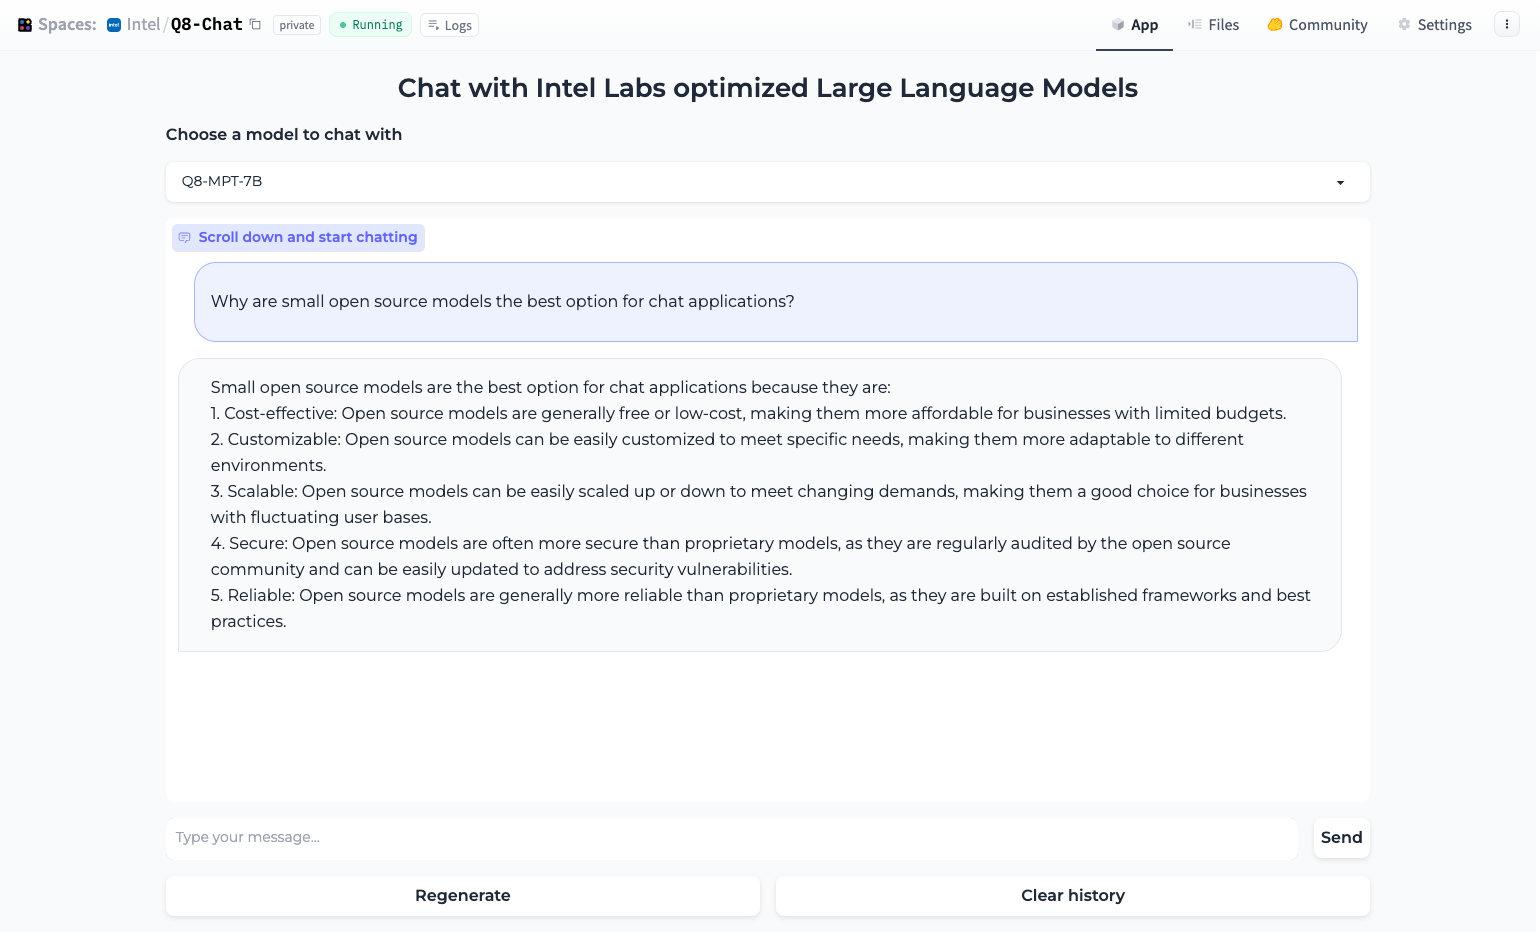 Spaces: intel Intel/Q8-Chat private Running Logs App Files Community Settings
Chat with Intel Labs optimized Large Language Models
Choose a model to chat with
Q8-MPT-7B
Scroll down and start chatting
Why are small open source models the best option for chat applications?
Small open source models are the best option for chat applications because they are:
1. Cost-effective: Open source models are generally free or low-cost, making them more affordable for businesses with limited budgets.
2. Customizable: Open source models can be easily customized to meet specific needs, making them more adaptable to different
environments.
3. Scalable: Open source models can be easily scaled up or down to meet changing demands, making them a good choice for businesses
with fluctuating user bases.
4. Secure: Open source models are often more secure than proprietary models, as they are regularly audited by the open source
community and can be easily updated to address security vulnerabilities.
5. Reliable: Open source models are generally more reliable than proprietary models, as they are built on established frameworks and best
practices.
Type your message...
Send
Regenerate
Clear history